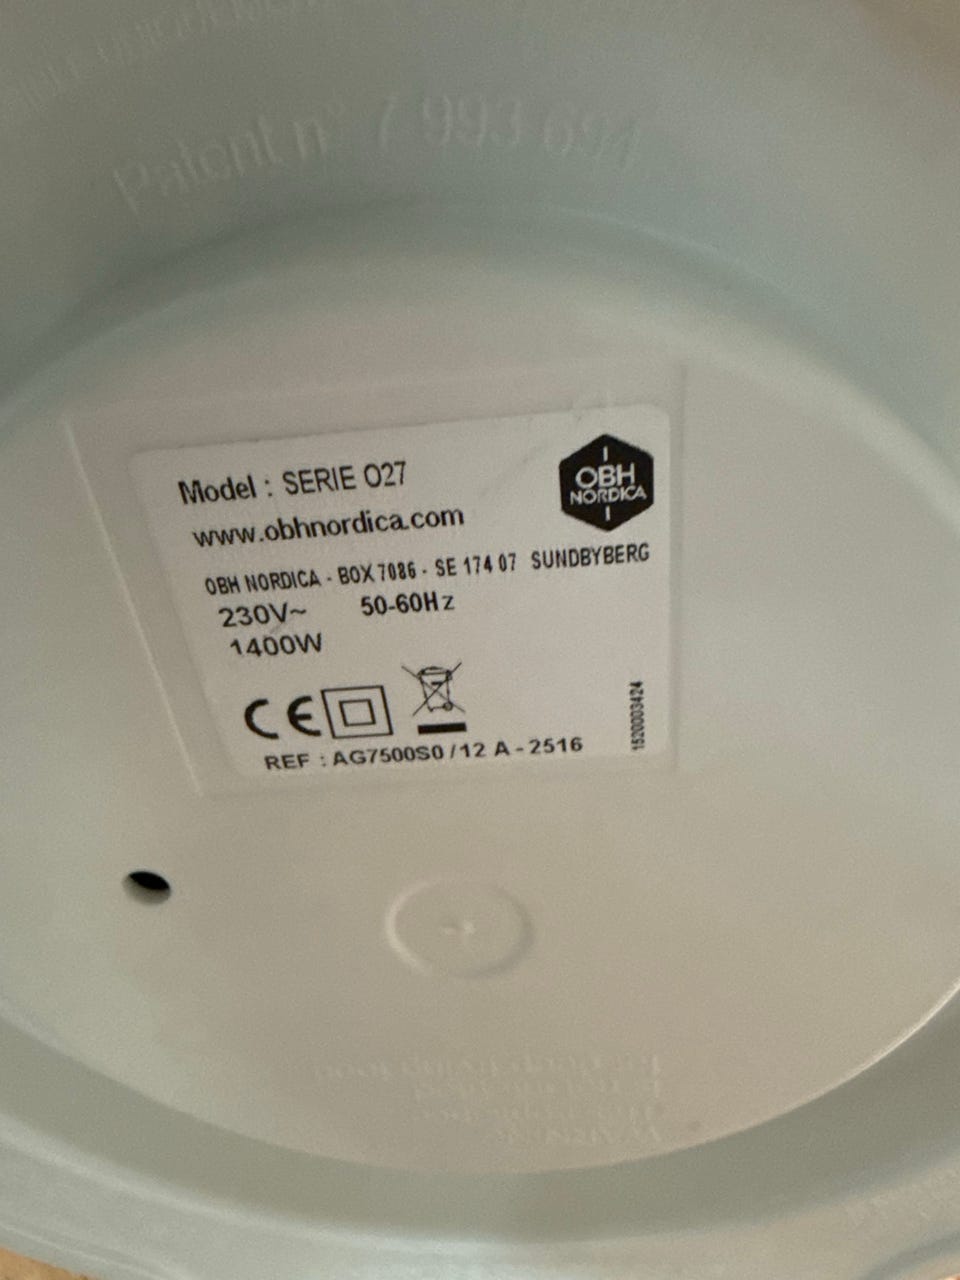 Patent n° 7 993 694
Model : SERIE O27
www.obhnordica.com
OBH NORDICA
OBH NORDICA - BOX 7086 - SE 174 07 SUNDBYBERG
230V~ 50-60Hz
1400W
CE
REF : AG7500S0 / 12 A - 2516
1520003424